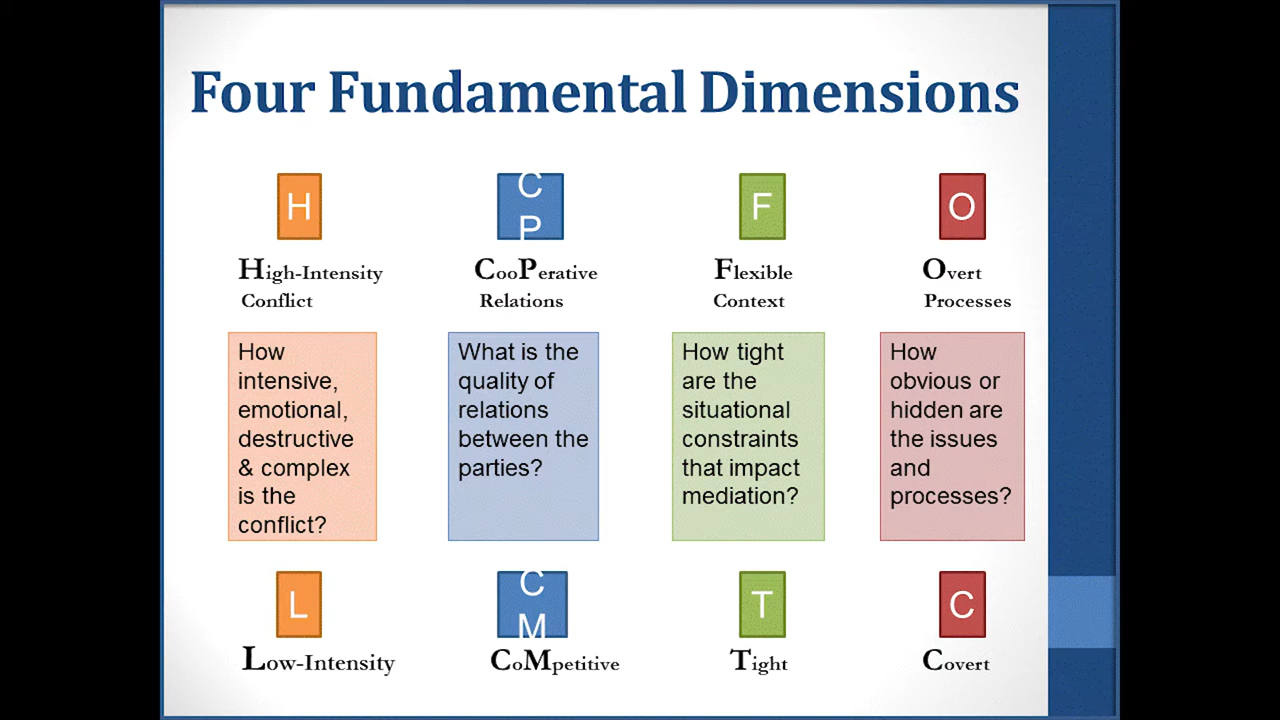 Four Fundamental Dimensions
H
C
P
F
O
High-Intensity
Conflict
CooPerative
Relations
Flexible
Context
Overt
Processes
How
intensive,
emotional,
destructive
& complex
is the
conflict?
What is the
quality of
relations
between the
parties?
How tight
are the
situational
constraints
that impact
mediation?
How
obvious or
hidden are
the issues
and
processes?
L
C
M
T
C
Low-Intensity
CoMpetitive
Tight
Covert